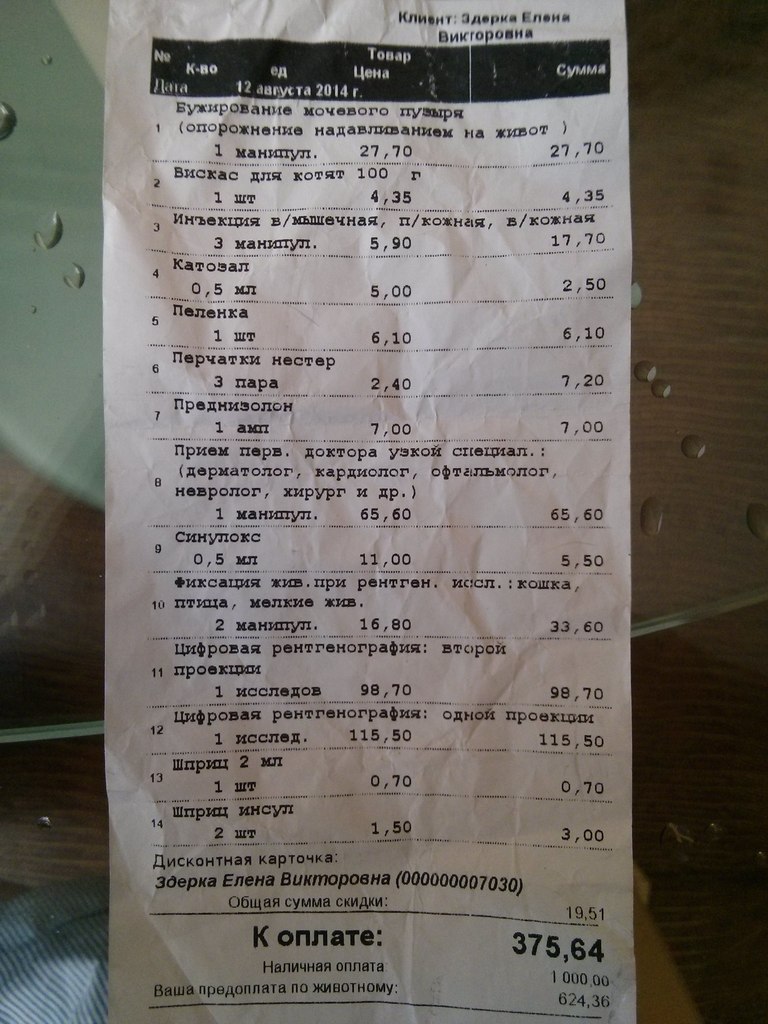 Клиент: Здерка Елена
Викторовна
№ Товар
К-во ед Цена Сумма
Дата 12 августа 2014 г.
1 Бужирование мочевого пузыря
(опорожнение надавливанием на живот )
1 манипул. 27,70 27,70
2 Вискас для котят 100 г
1 шт 4,35 4,35
3 Инъекция в/мышечная, п/кожная, в/кожная
3 манипул. 5,90 17,70
4 Катозал
0,5 мл 5,00 2,50
5 Пеленка
1 шт 6,10 6,10
6 Перчатки нестер
3 пара 2,40 7,20
7 Преднизолон
1 амп 7,00 7,00
8 Прием перв. доктора узкой специал.:
(дерматолог, кардиолог, офтальмолог,
невролог, хирург и др.)
1 манипул. 65,60 65,60
9 Синулокс
0,5 мл 11,00 5,50
Фиксация жив.при рентген. иссл.:кошка,
10 птица, мелкие жив.
2 манипул. 16,80 33,60
Цифровая рентгенография: второй
11 проекции
1 исследов 98,70 98,70
12 Цифровая рентгенография: одной проекции
1 исслед. 115,50 115,50
13 Шприц 2 мл
1 шт 0,70 0,70
14 Шприц инсул
2 шт 1,50 3,00
Дисконтная карточка:
Здерка Елена Викторовна (000000007030)
Общая сумма скидки: 19,51
К оплате: 375,64
Наличная оплата: 1 000,00
Ваша предоплата по животному: 624,36